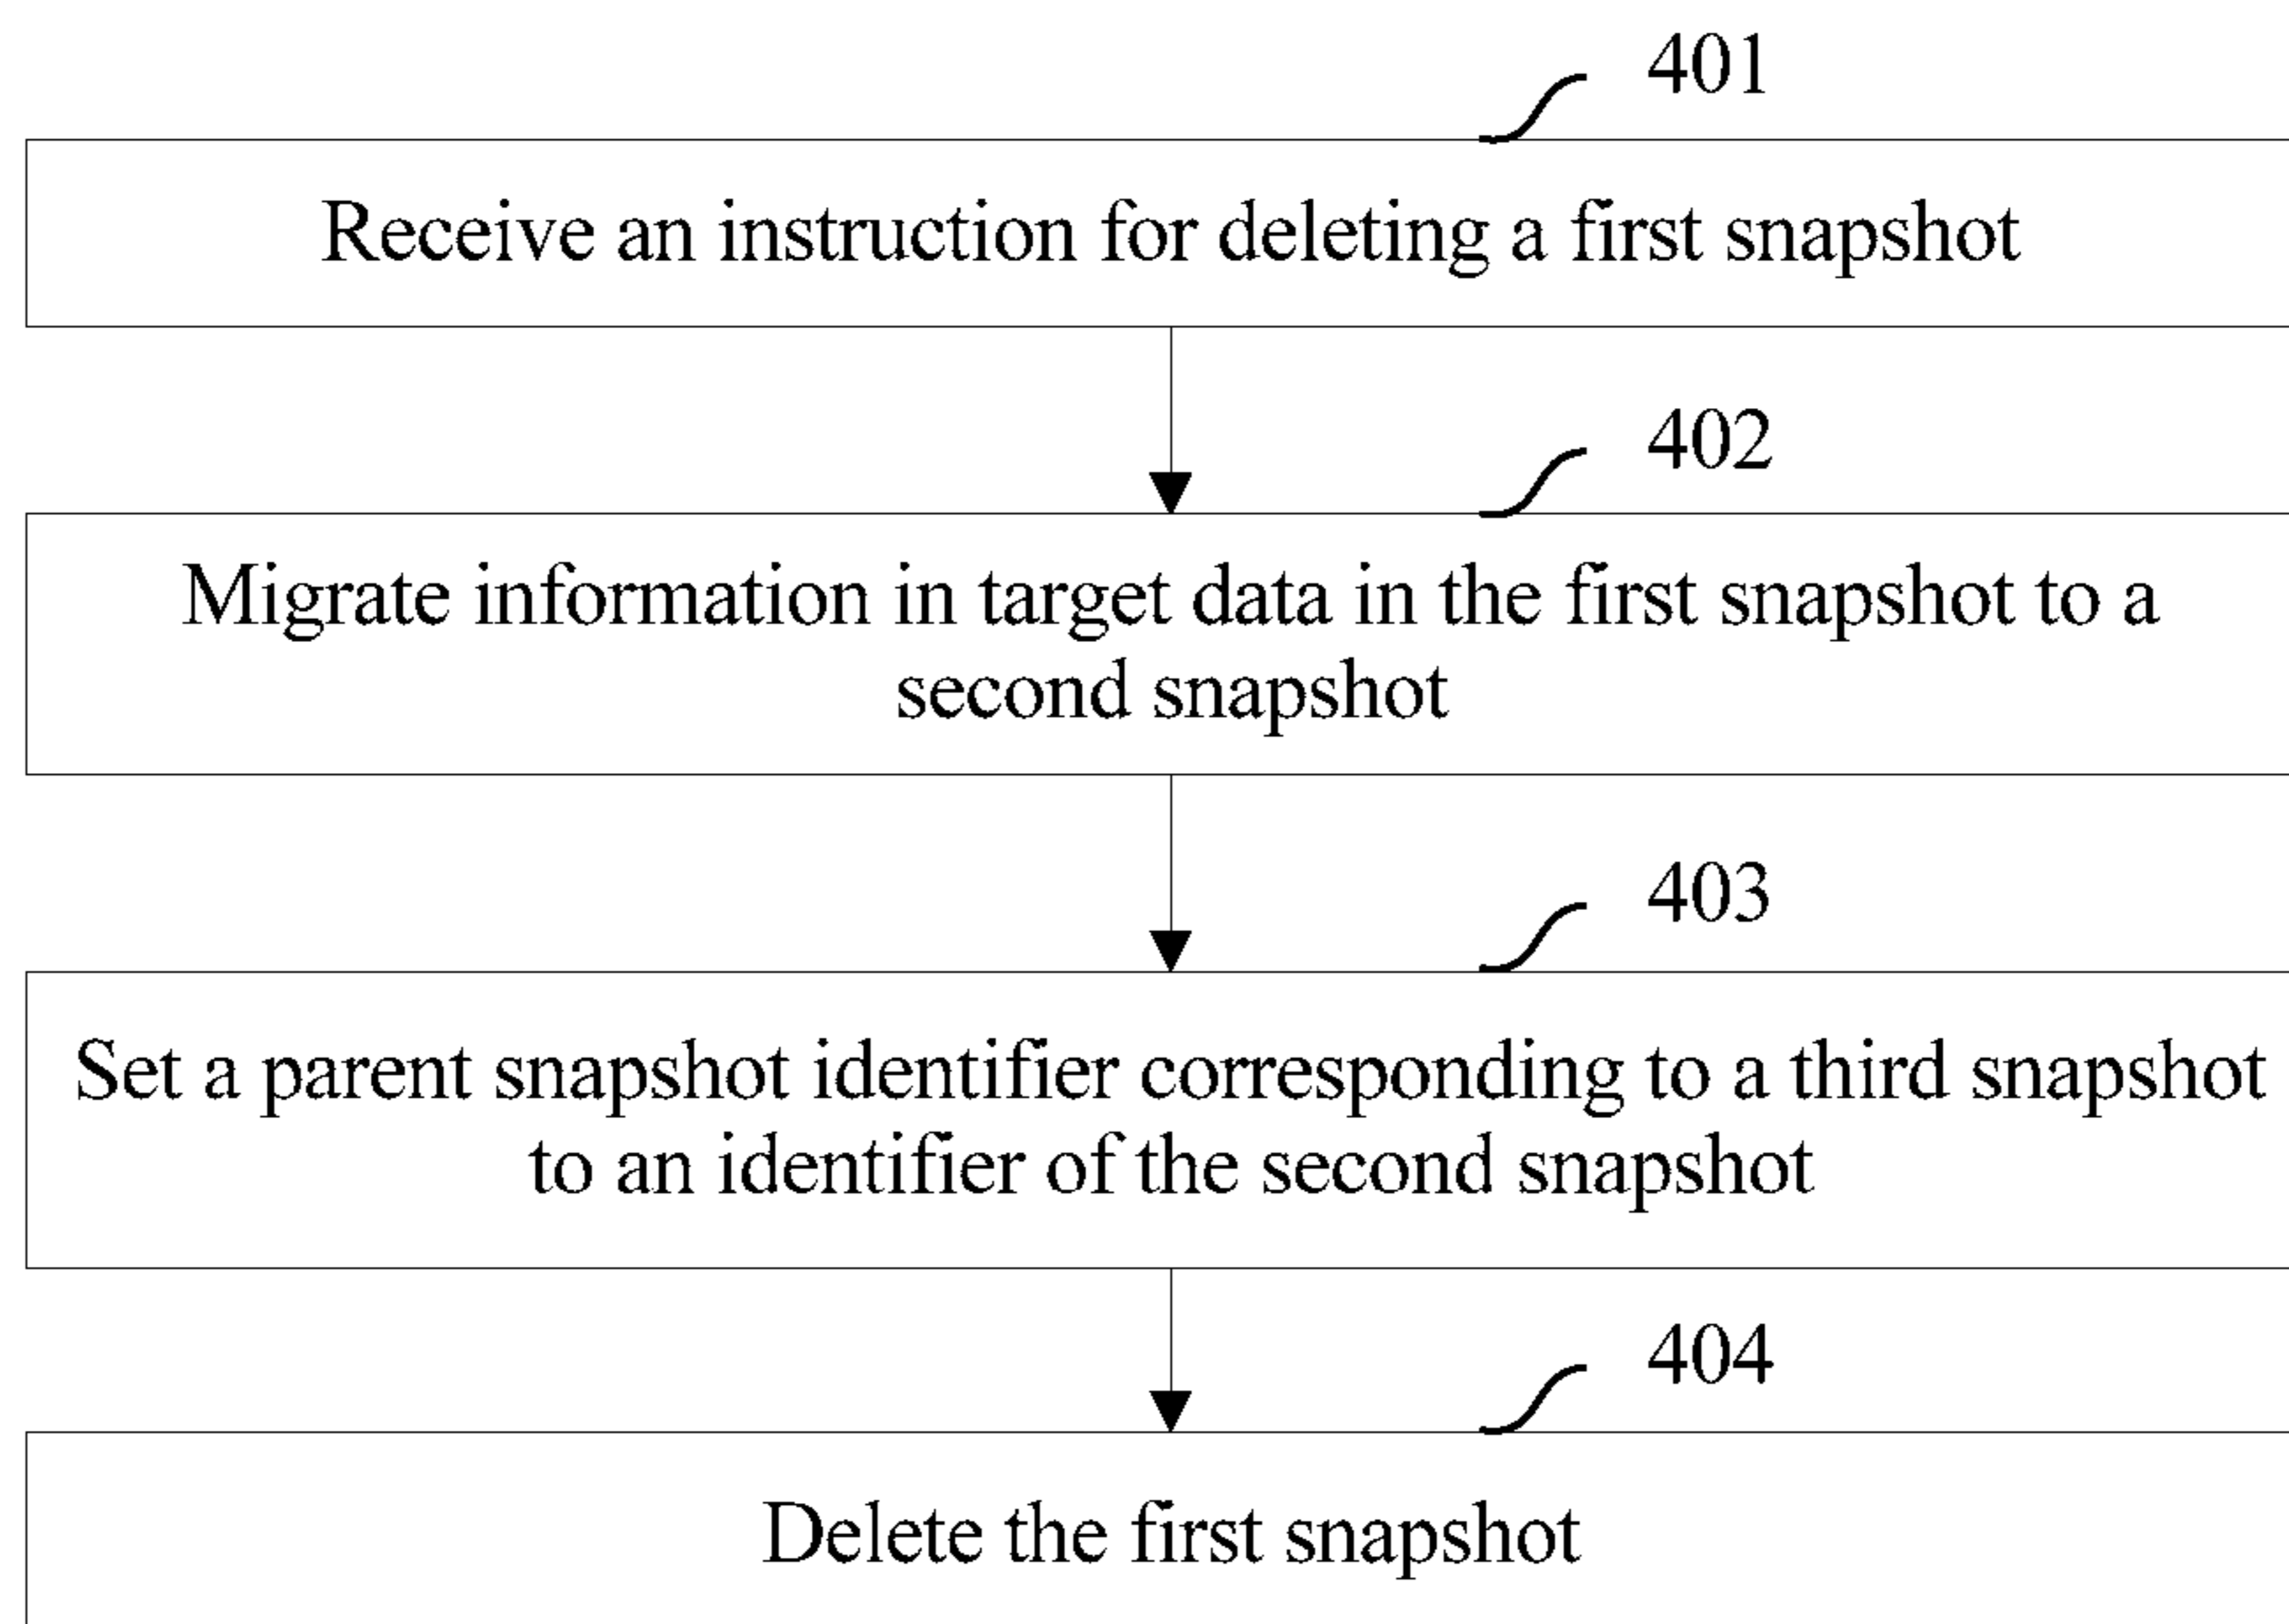 401
Receive an instruction for deleting a first snapshot
402
Migrate information in target data in the first snapshot to a
second snapshot
403
Set a parent snapshot identifier corresponding to a third snapshot
to an identifier of the second snapshot
404
Delete the first snapshot